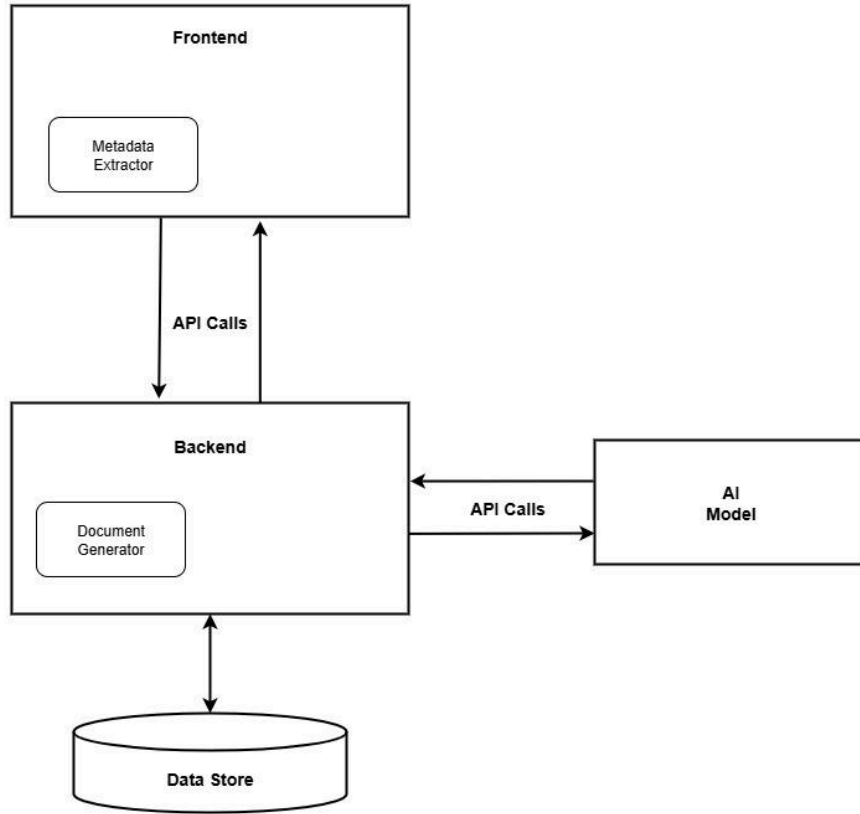 Frontend
Metadata
Extractor
API Calls
Backend
Document
Generator
API Calls
AI
Model
Data Store